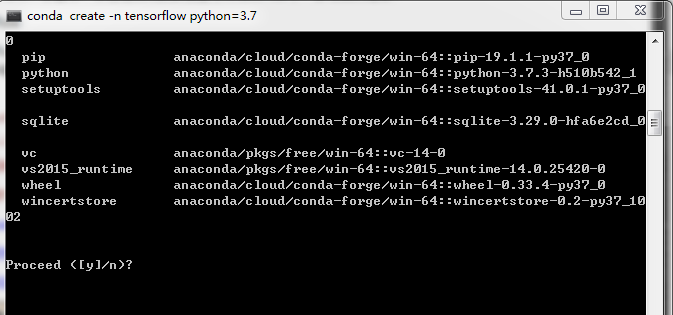 conda  create -n tensorflow python=3.7
0
pip                anaconda/cloud/conda-forge/win-64::pip-19.1.1-py37_0
python             anaconda/cloud/conda-forge/win-64::python-3.7.3-h510b542_1
setuptools         anaconda/cloud/conda-forge/win-64::setuptools-41.0.1-py37_0
sqlite             anaconda/cloud/conda-forge/win-64::sqlite-3.29.0-hfa6e2cd_0
vc                 anaconda/pkgs/free/win-64::vc-14-0
vs2015_runtime     anaconda/pkgs/free/win-64::vs2015_runtime-14.0.25420-0
wheel              anaconda/cloud/conda-forge/win-64::wheel-0.33.4-py37_0
wincertstore       anaconda/cloud/conda-forge/win-64::wincertstore-0.2-py37_10
02
Proceed ([y]/n)?